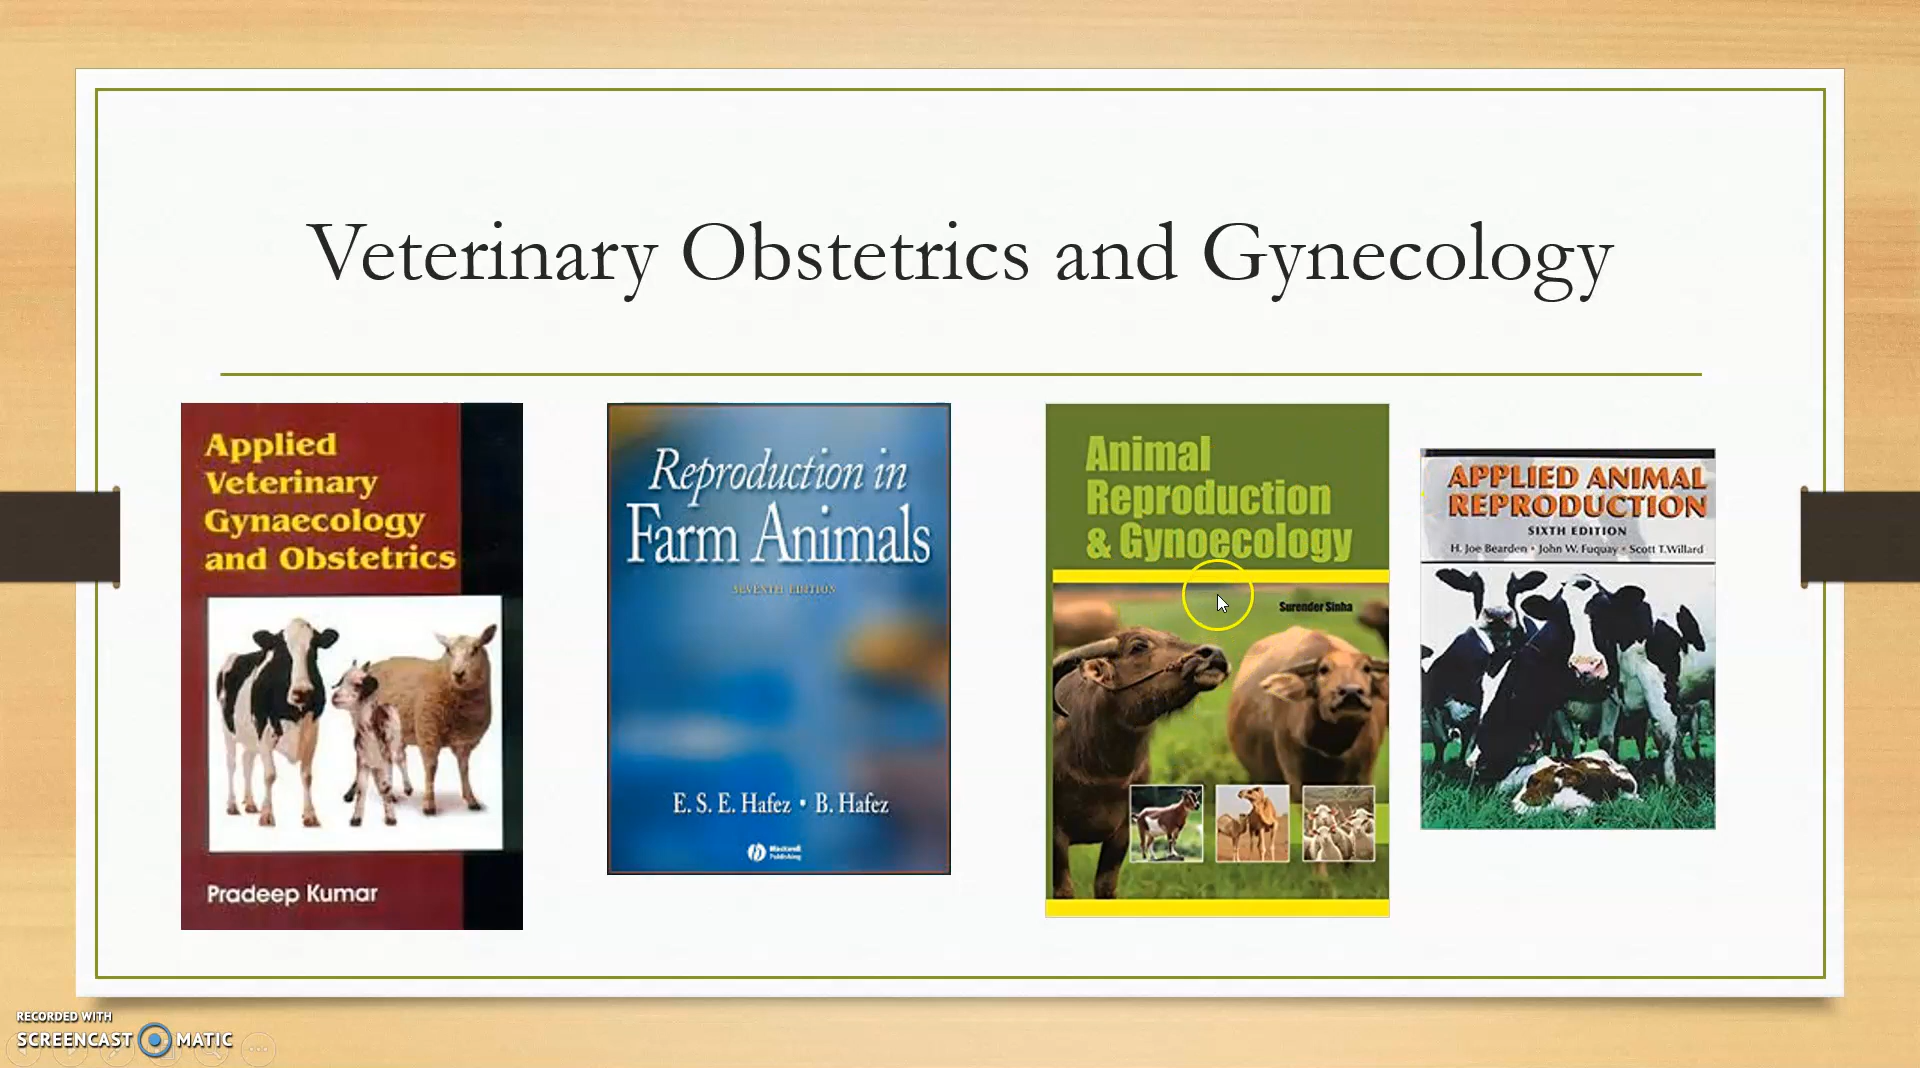 Veterinary Obstetrics and Gynecology
Applied
Veterinary
Gynaecology
and Obstetrics
Pradeep Kumar
Reproduction in
Farm Animals
SEVENTH EDITION
E. S. E. Hafez • B. Hafez
Blackwell
Publishing
Animal
Reproduction
& Gynoecology
Surender Sinha
APPLIED ANIMAL
REPRODUCTION
SIXTH EDITION
H. Joe Bearden • John W. Fuquay • Scott T. Willard
RECORDED WITH
SCREENCAST MATIC